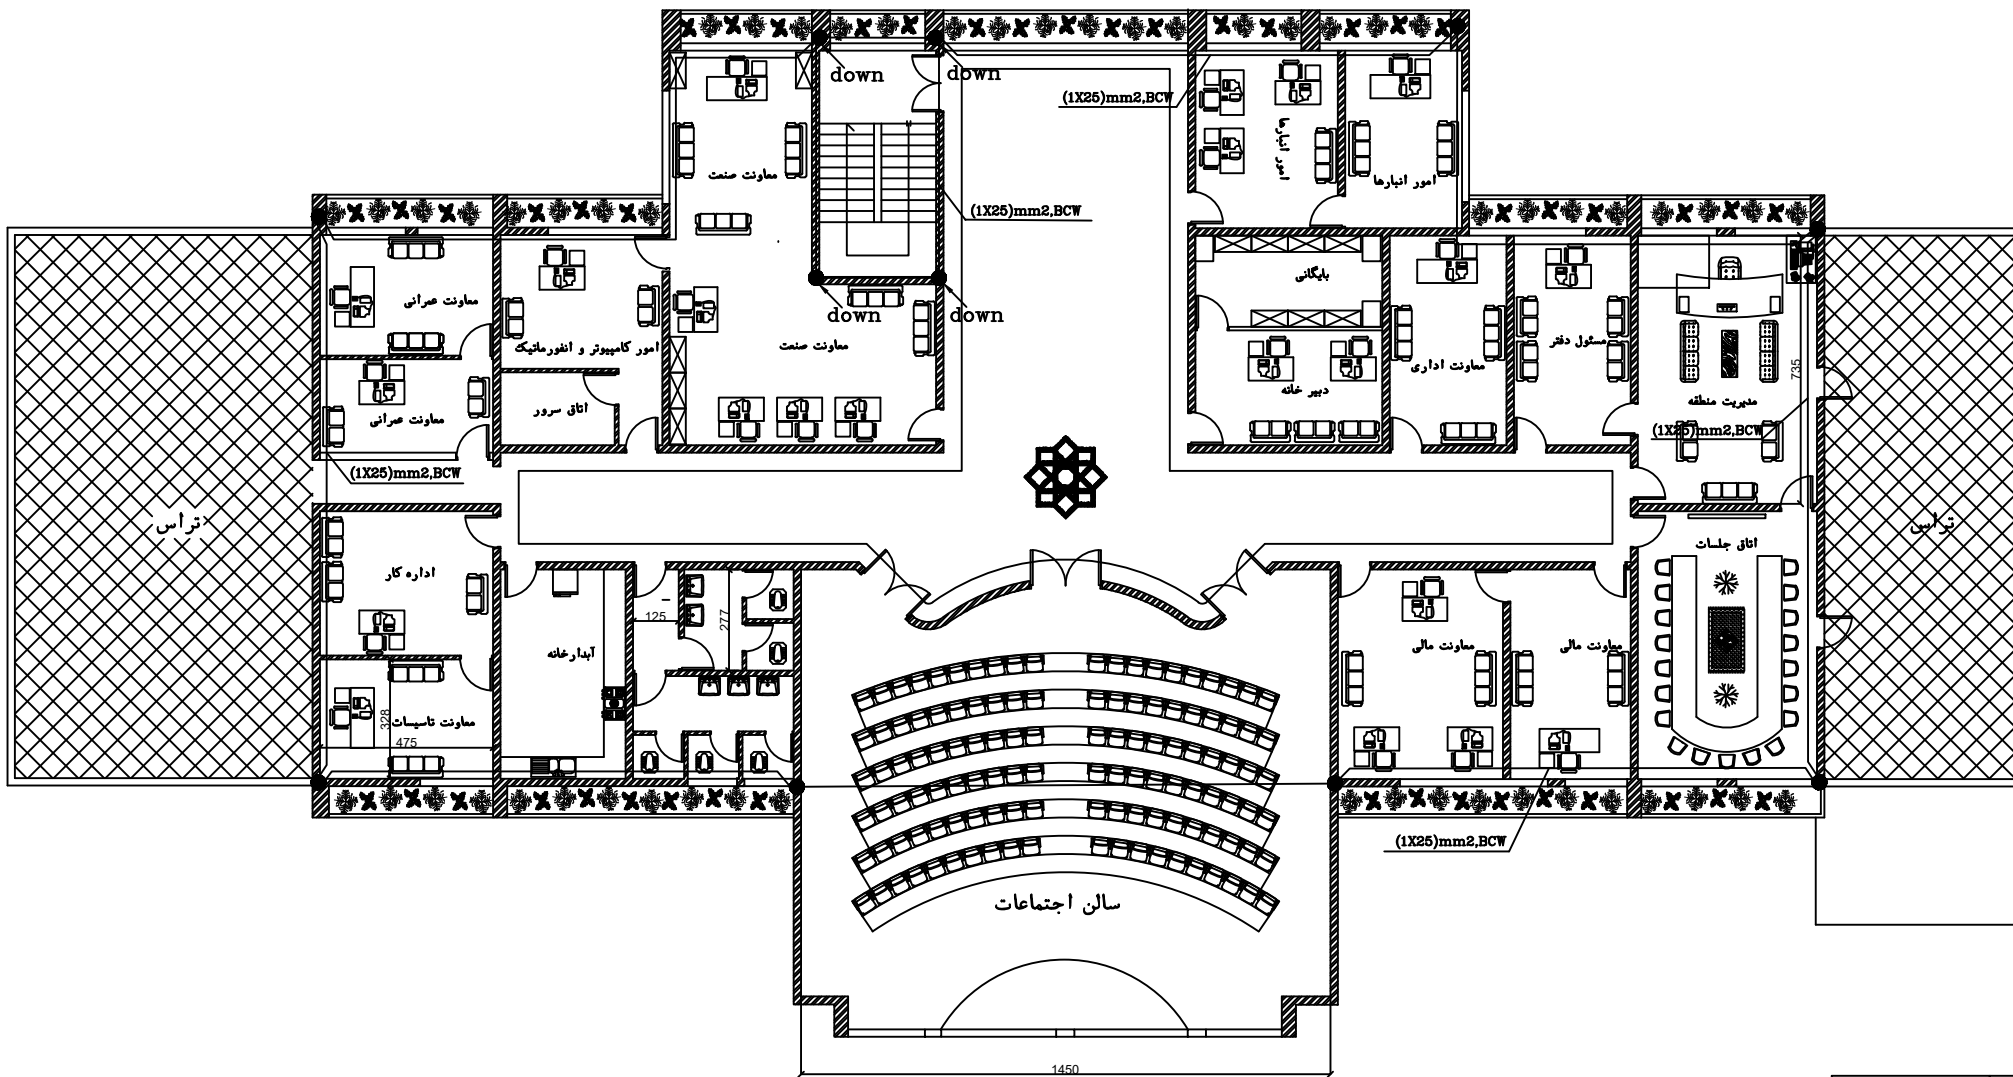 down
down
(1X25)mm2,BCW
امور انبارها
امور انبارها
معاونت صنعت
(1X25)mm2,BCW
بایگانی
معاونت عمرانی
down
down
امور کامپیوتر و انفورماتیک
معاونت صنعت
مسئول دفتر
معاونت اداری
735
دبیر خانه
مدیریت منطقه
اتاق سرور
معاونت عمرانی
(1X25)mm2,BCW
(1X25)mm2,BCW
تراس
تراس
اتاق جلسات
اداره کار
125
277
آبدارخانه
معاونت مالی
معاونت مالی
معاونت تاسیسات
328
475
(1X25)mm2,BCW
سالن اجتماعات
1450